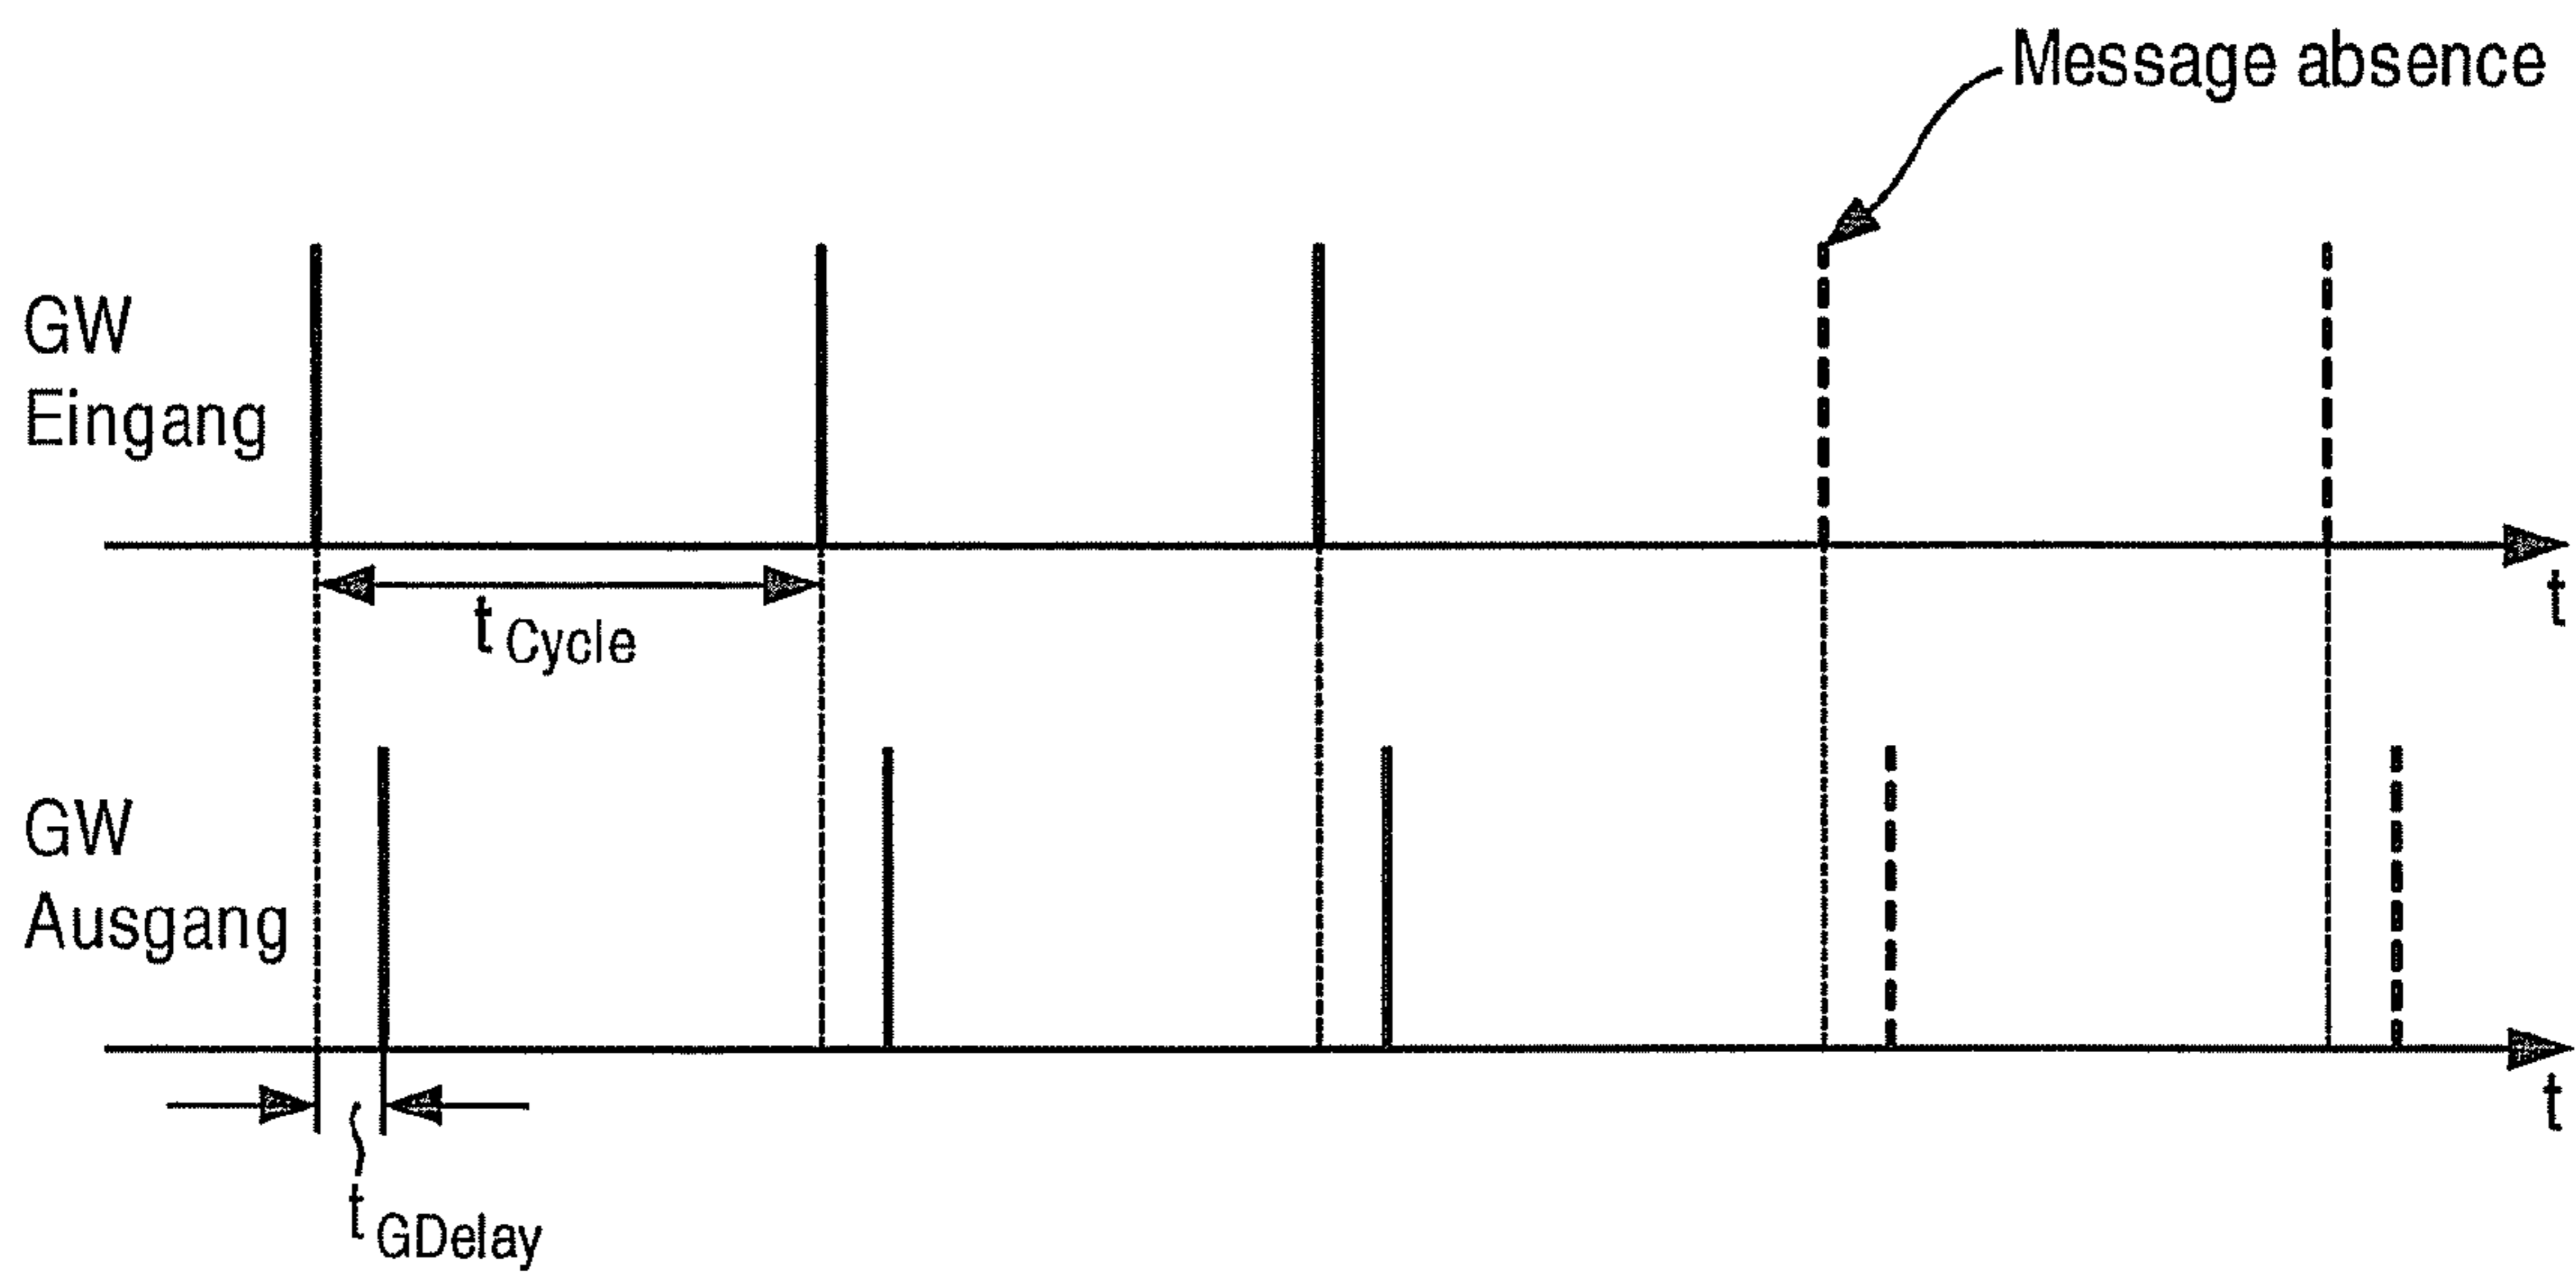 Message absence
GW
Eingang
t
t Cycle
GW
Ausgang
t
t GDelay